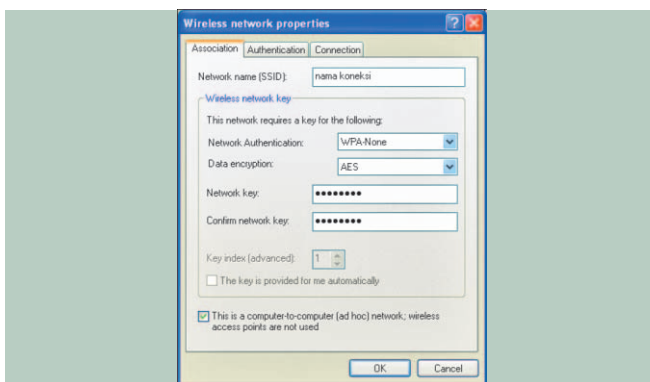 Wireless network properties
Association Authentication Connection
Network name (SSID): nama koneksi
Wireless network key
This network requires a key for the following:
Network Authentication: WPA-None
Data encryption: AES
Network key: ••••••••
Confirm network key: ••••••••
Key index (advanced): 1
The key is provided for me automatically
This is a computer-to-computer (ad hoc) network; wireless
access points are not used
OK Cancel